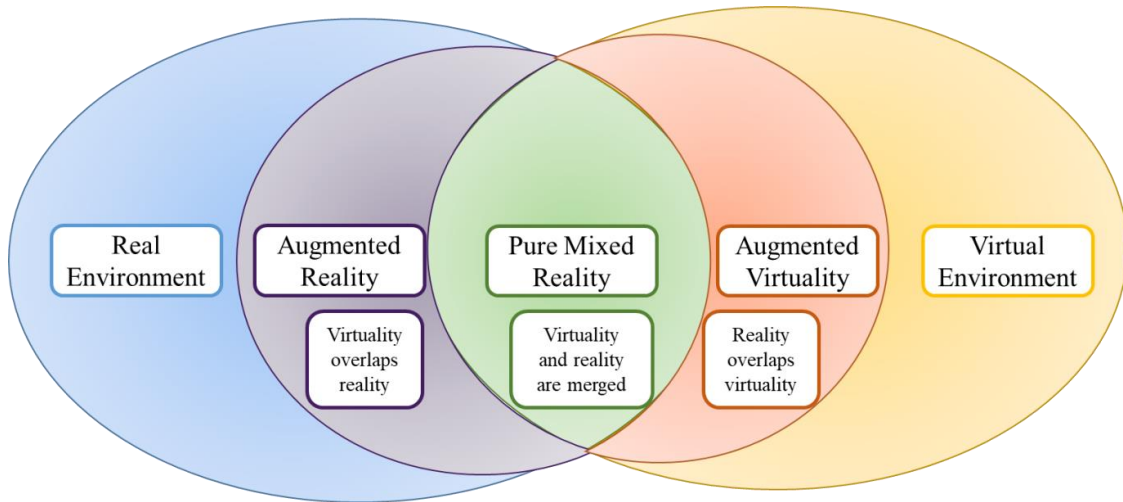 Real
Environment
Augmented
Reality
Pure Mixed
Reality
Augmented
Virtuality
Virtual
Environment
Virtuality
overlaps
reality
Virtuality
and reality
are merged
Reality
overlaps
virtuality